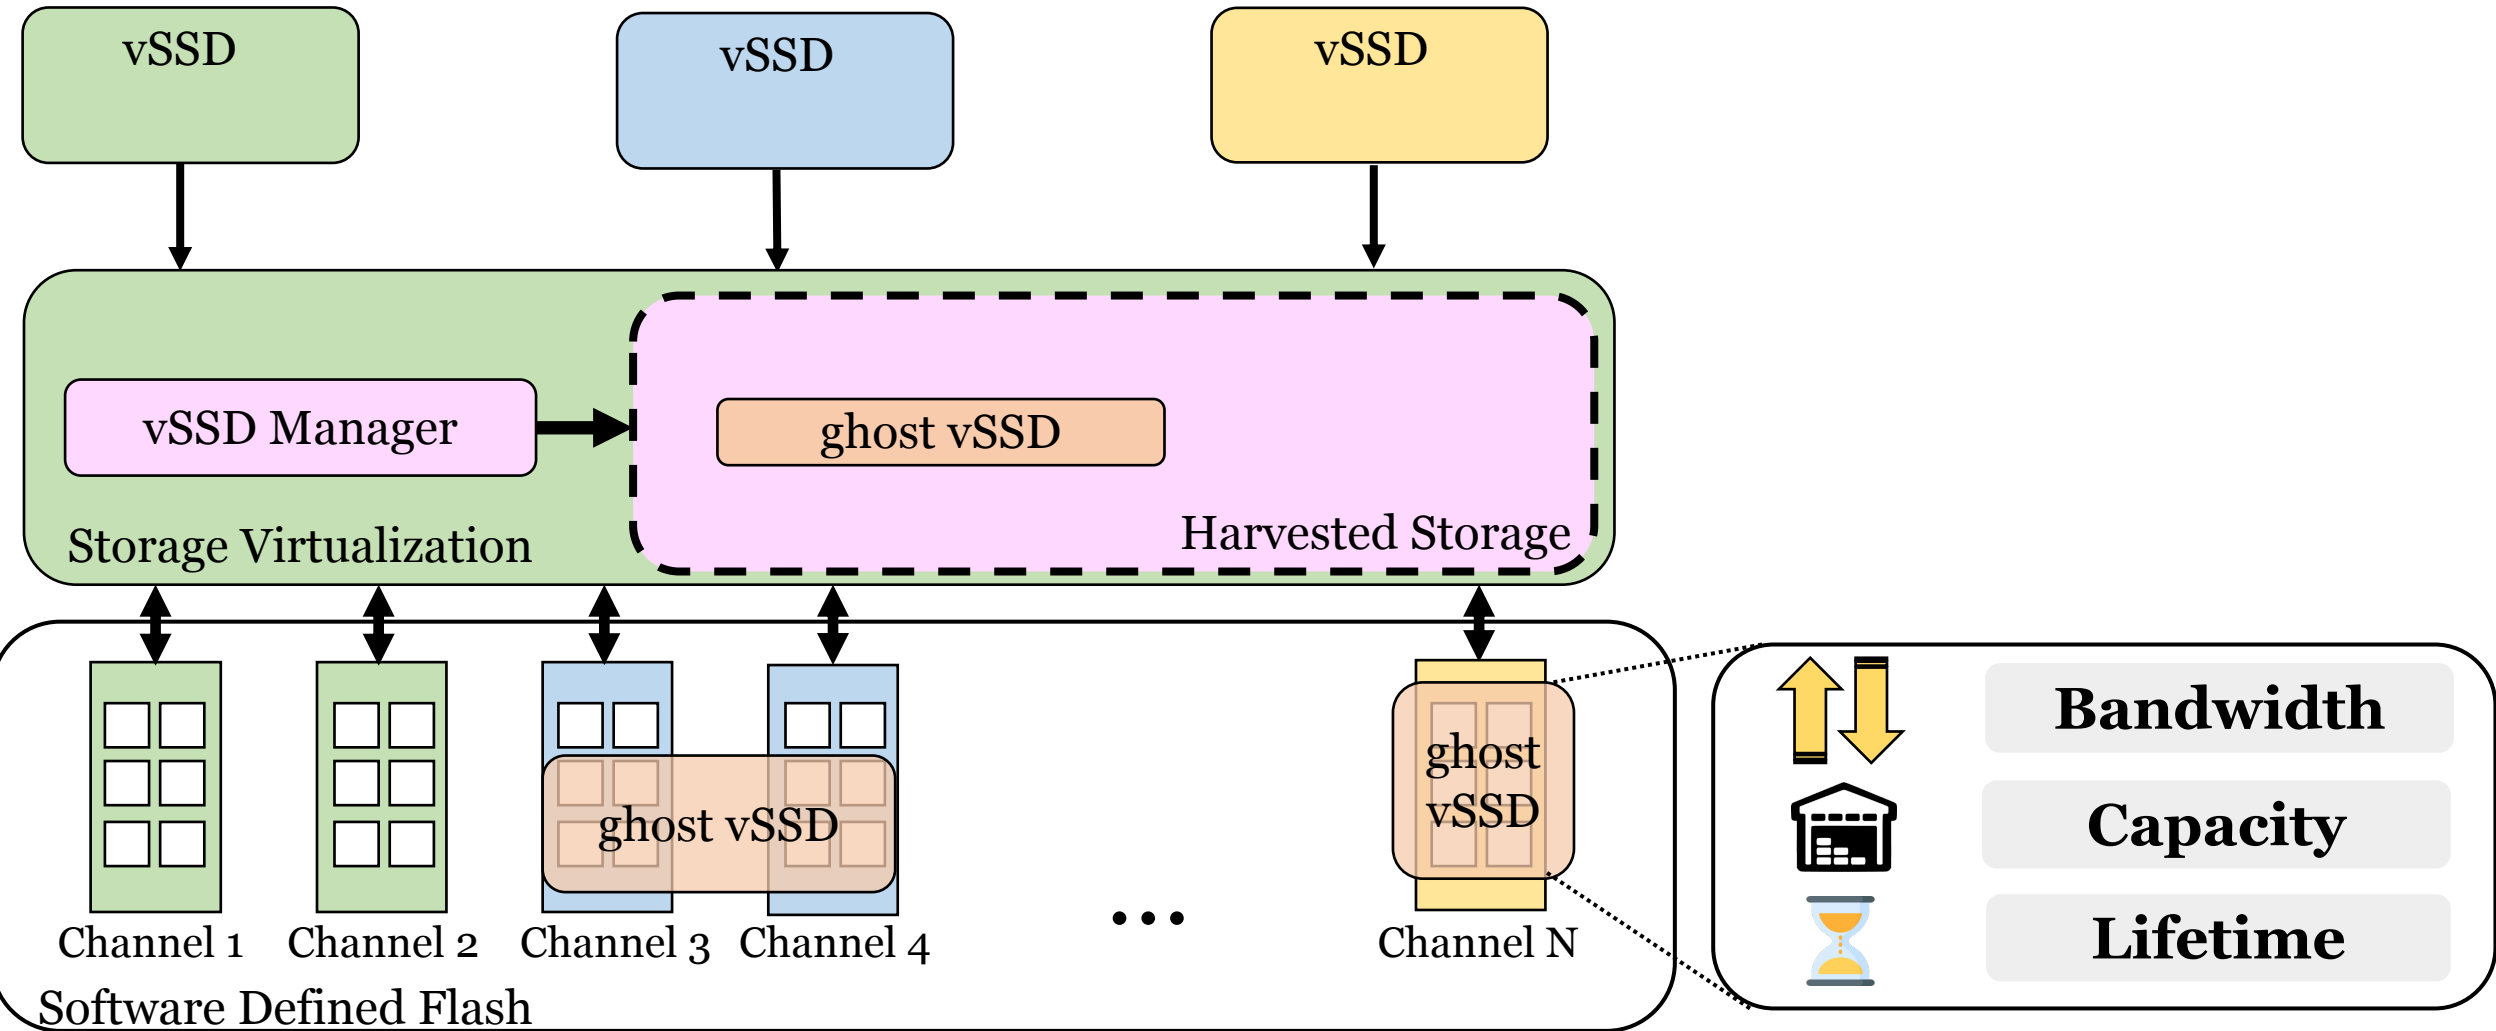 vSSD
vSSD
vSSD
vSSD Manager
ghost vSSD
Harvested Storage
Storage Virtualization
ghost
vSSD
ghost vSSD
Bandwidth
Capacity
Lifetime
...
Channel 1
Channel 2
Channel 3
Channel 4
Channel N
Software Defined Flash